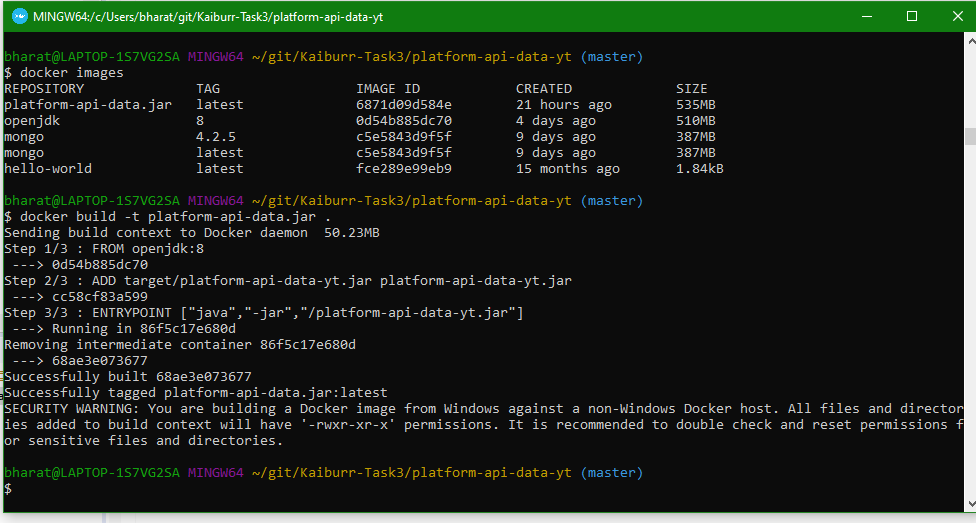 MINGW64:/c/Users/bharat/git/Kaiburr-Task3/platform-api-data-yt
bharat@LAPTOP-1S7VG2SA MINGW64 ~/git/Kaiburr-Task3/platform-api-data-yt (master)
$ docker images
REPOSITORY TAG IMAGE ID CREATED SIZE
platform-api-data.jar latest 6871d09d584e 21 hours ago 535MB
openjdk 8 0d54b885dc70 4 days ago 510MB
mongo 4.2.5 c5e5843d9f5f 9 days ago 387MB
mongo latest c5e5843d9f5f 9 days ago 387MB
hello-world latest fce289e99eb9 15 months ago 1.84kB
bharat@LAPTOP-1S7VG2SA MINGW64 ~/git/Kaiburr-Task3/platform-api-data-yt (master)
$ docker build -t platform-api-data.jar .
Sending build context to Docker daemon 50.23MB
Step 1/3 : FROM openjdk:8
---> 0d54b885dc70
Step 2/3 : ADD target/platform-api-data-yt.jar platform-api-data-yt.jar
---> cc58cf83a599
Step 3/3 : ENTRYPOINT ["java","-jar","/platform-api-data-yt.jar"]
---> Running in 86f5c17e680d
Removing intermediate container 86f5c17e680d
---> 68ae3e073677
Successfully built 68ae3e073677
Successfully tagged platform-api-data.jar:latest
SECURITY WARNING: You are building a Docker image from Windows against a non-Windows Docker host. All files and director
ies added to build context will have '-rwxr-xr-x' permissions. It is recommended to double check and reset permissions f
or sensitive files and directories.
bharat@LAPTOP-1S7VG2SA MINGW64 ~/git/Kaiburr-Task3/platform-api-data-yt (master)
$